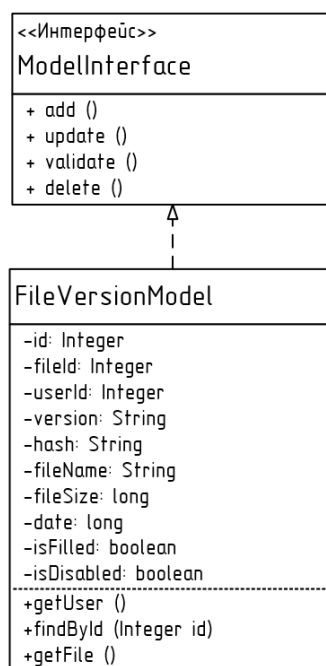 <<Интерфейс>>
ModelInterface
+ add ()
+ update ()
+ validate ()
+ delete ()
FileVersionModel
-id: Integer
-fileId: Integer
-userId: Integer
-version: String
-hash: String
-fileName: String
-fileSize: long
-date: long
-isFilled: boolean
-isDisabled: boolean
+getUser ()
+findById (Integer id)
+getFile ()